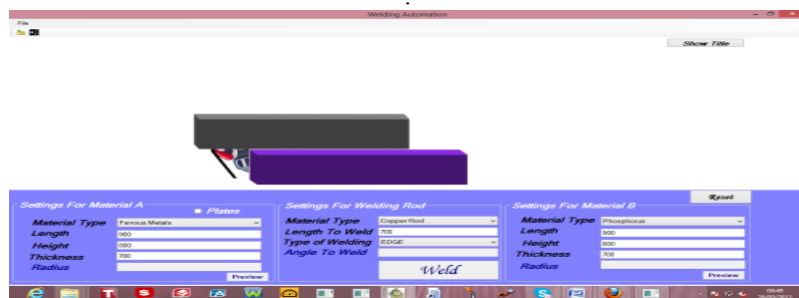 Welding Automation
File
Show Title
Reset
Settings For Material A
Plates
Material Type Ferrous Metals
Length 900
Height 800
Thickness 700
Radius
Preview
Settings For Welding Rod
Material Type Copper Rod
Length To Weld 700
Type of Welding EDGE
Angle To Weld
Weld
Settings For Material B
Material Type Phosphorus
Length 900
Height 800
Thickness 700
Radius
Preview